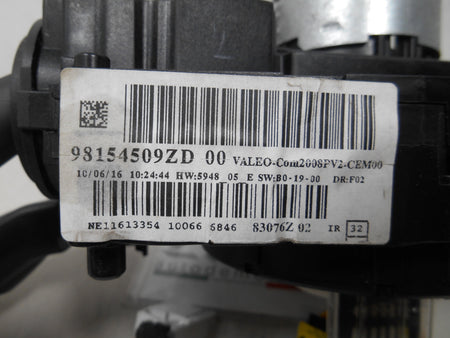 98154509ZD 00 VALEO-Com2008PV2-CEM00
10/06/16 10:24:44 HW:5948 05 E SW:B0-19-00 DR:F02
NE11613354 10066 6846 83076Z 02 IR 32